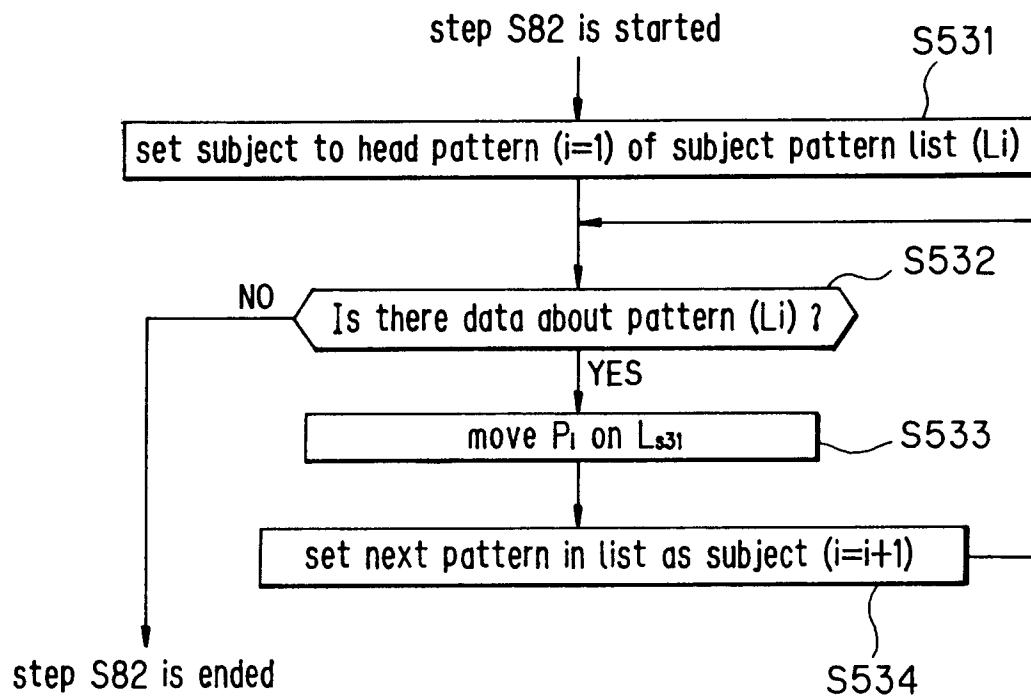 step S82 is started
S531
set subject to head pattern (i=1) of subject pattern list (Li)
S532
NO
Is there data about pattern (Li) ?
YES
move Pi on Ls31
S533
set next pattern in list as subject (i=i+1)
step S82 is ended
S534